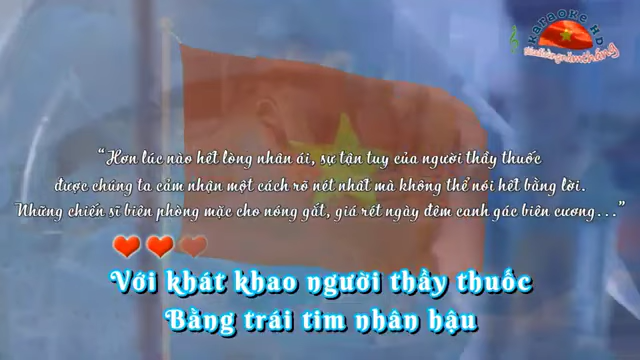 karaoke HD
"Hơn lúc nào hết lòng nhân ái, sự tận tuy của người thầy thuốc
được chúng ta cảm nhận một cách rõ nét nhất mà không thể nói hết bằng lời.
Những chiến sĩ biên phòng mặc cho nóng gắt, giá rét ngày đêm canh gác biên cương..."
Với khát khao người thầy thuốc
Bằng trái tim nhân hậu